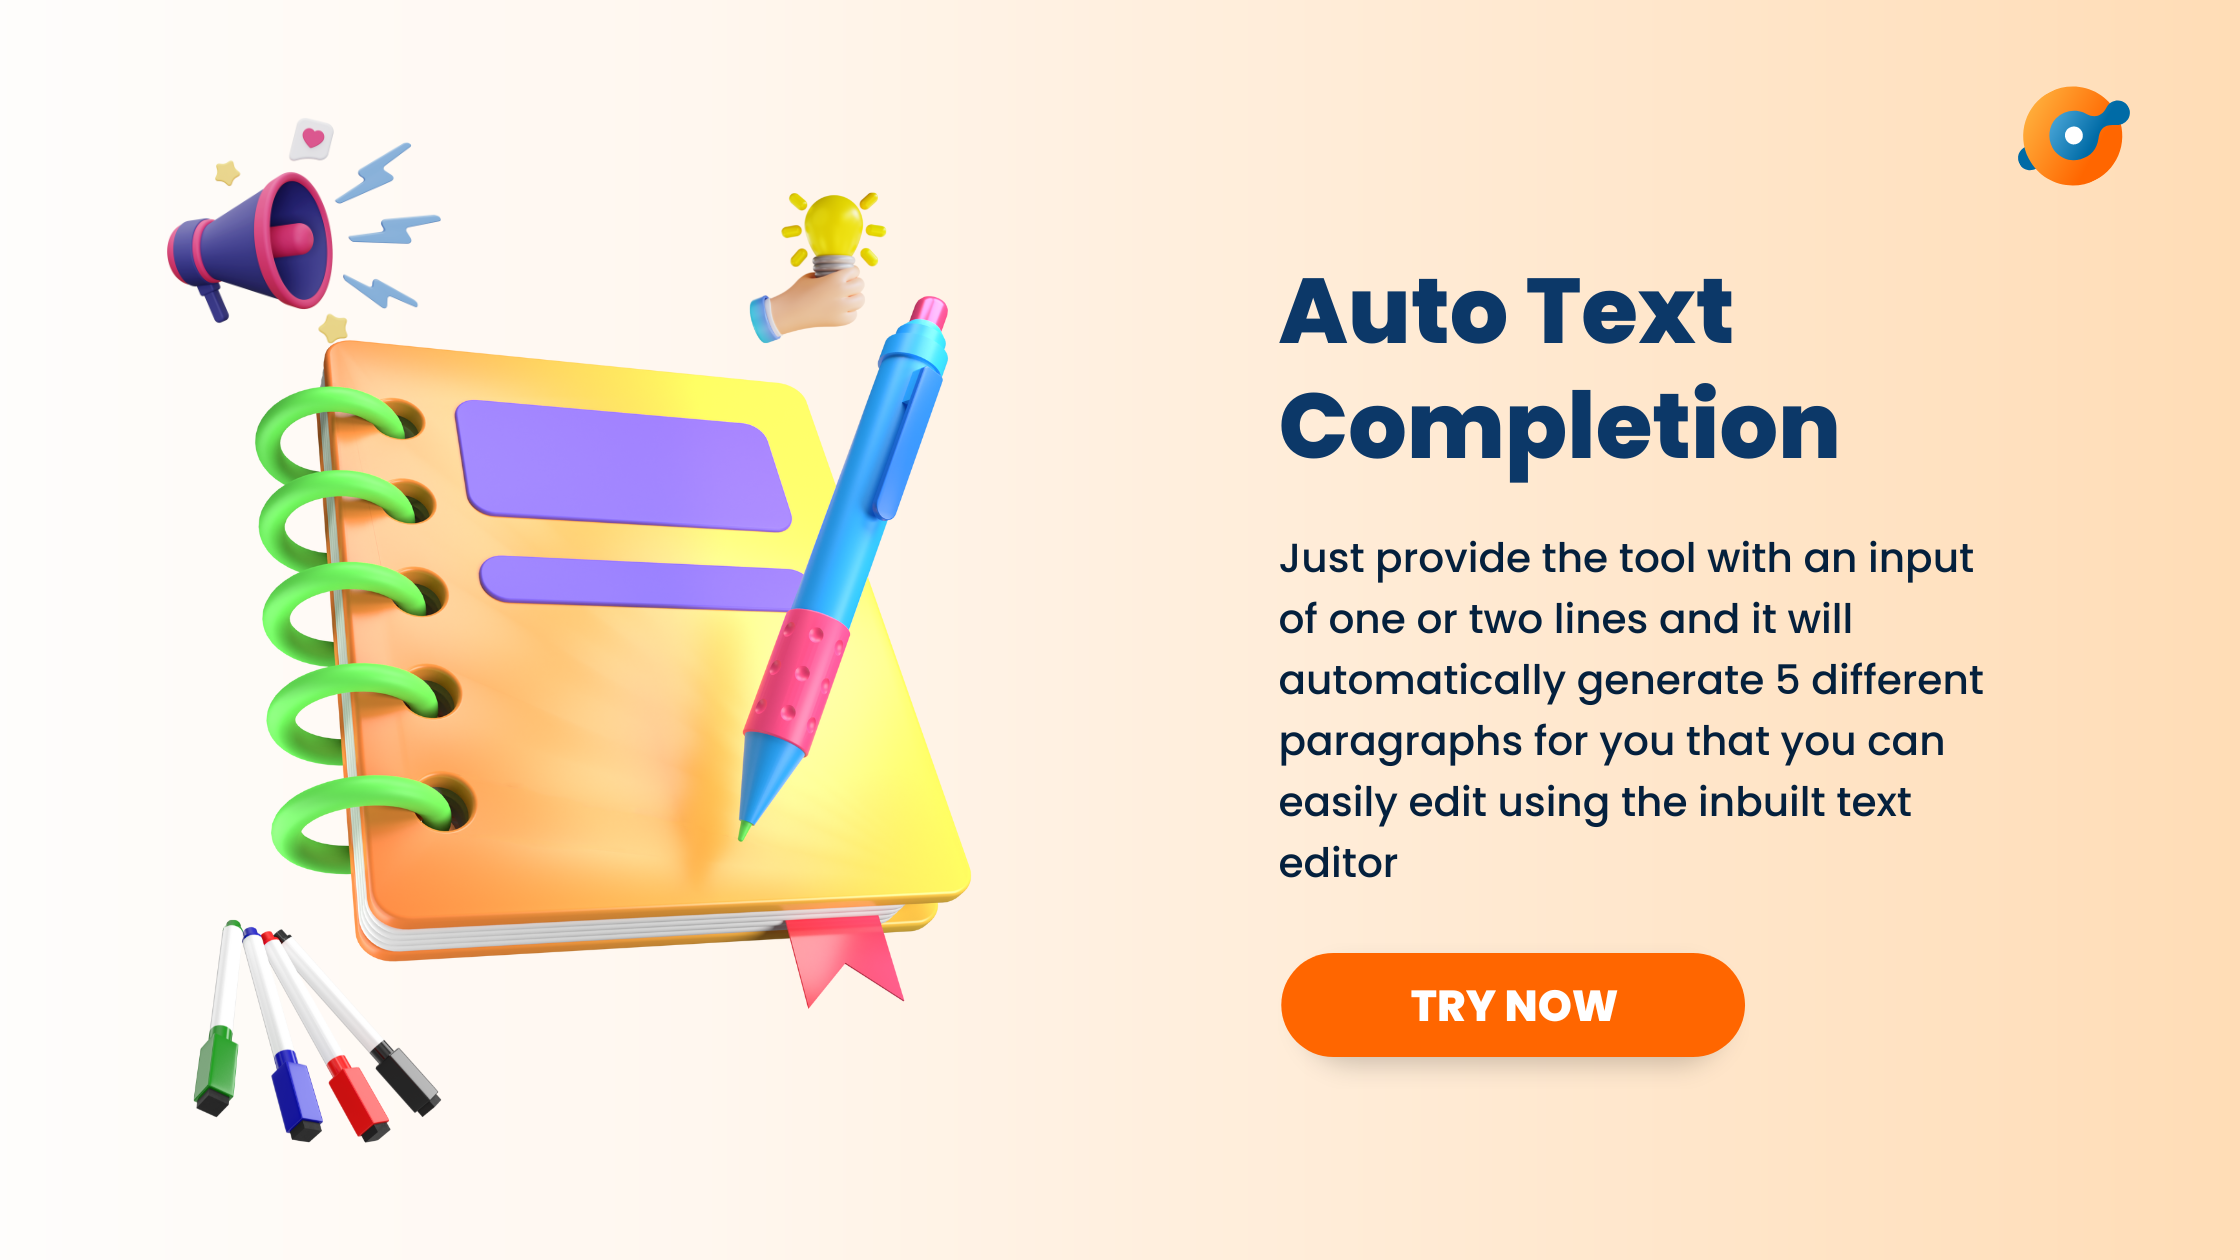 Auto Text
Completion
Just provide the tool with an input
of one or two lines and it will
automatically generate 5 different
paragraphs for you that you can
easily edit using the inbuilt text
editor
TRY NOW